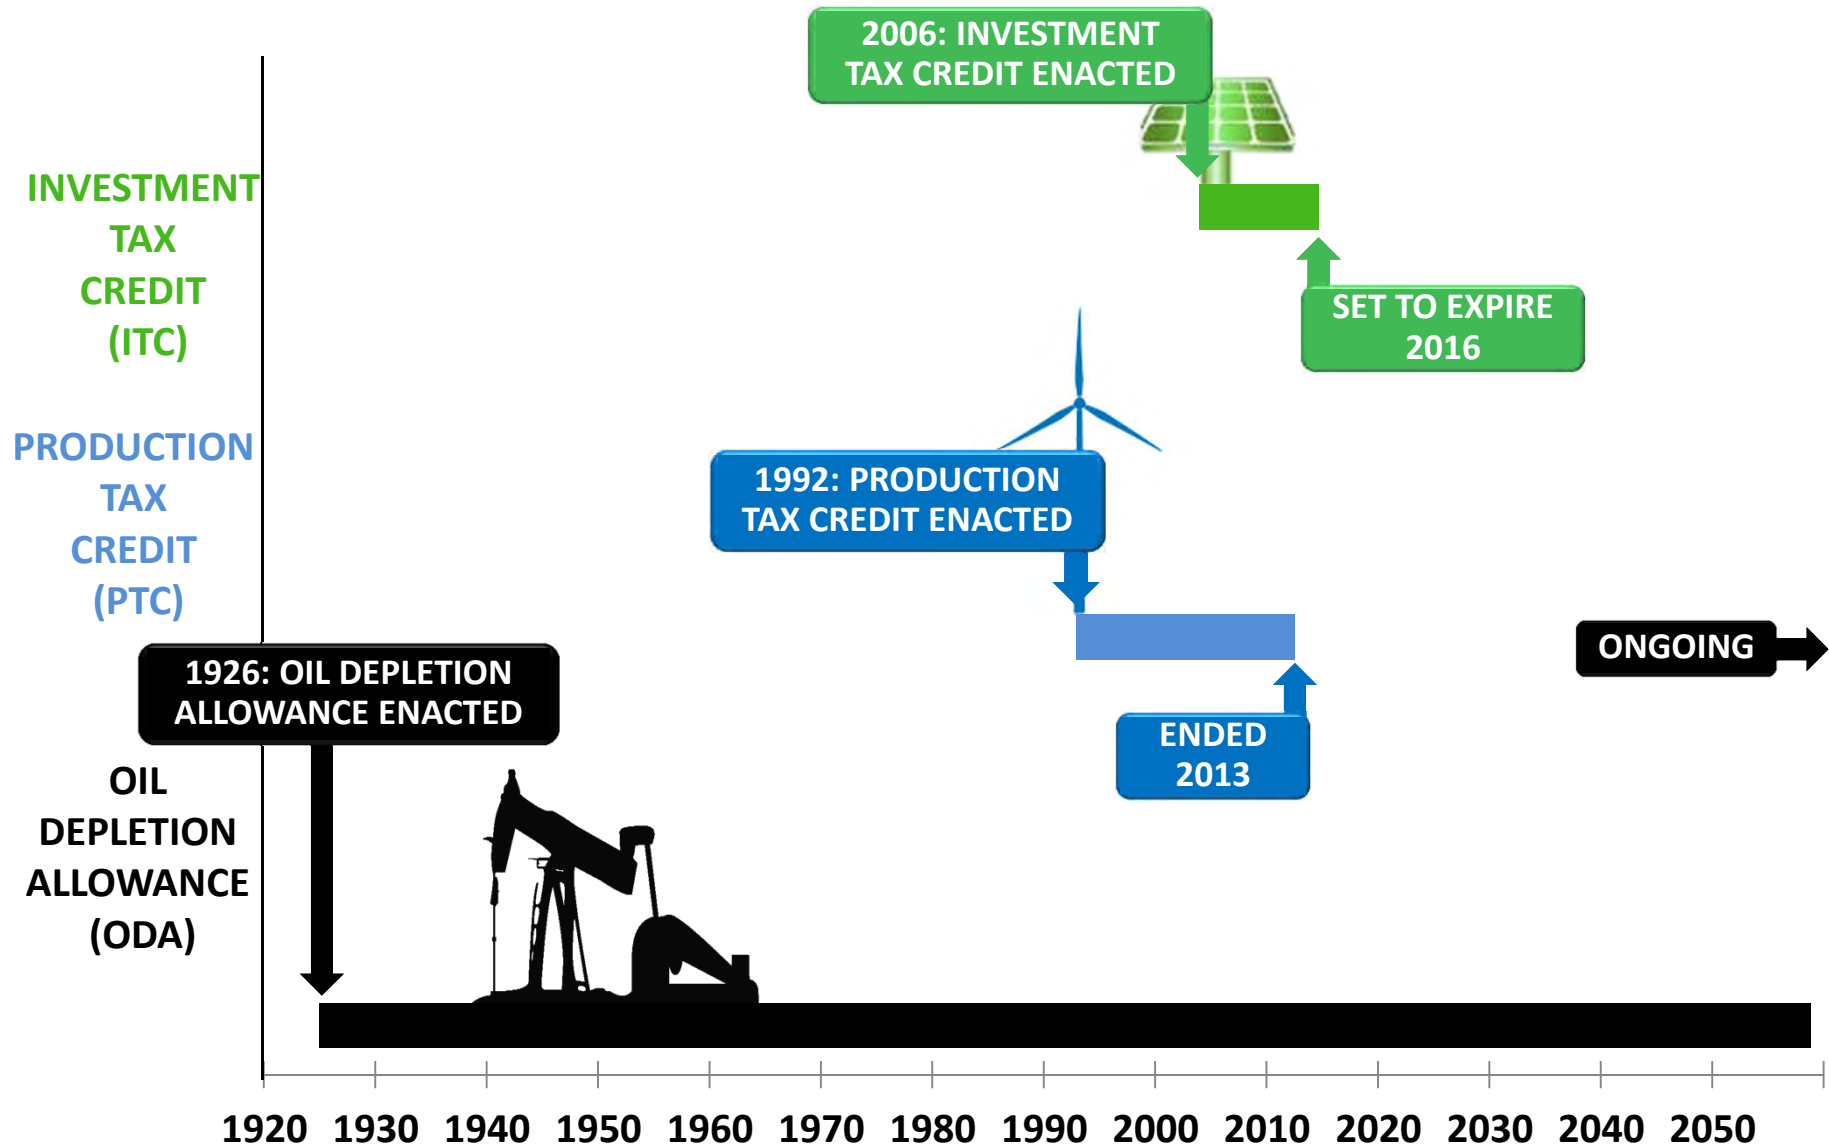 2006: INVESTMENT
TAX CREDIT ENACTED
INVESTMENT
TAX
CREDIT
(ITC)
SET TO EXPIRE
2016
PRODUCTION
TAX
CREDIT
(PTC)
1992: PRODUCTION
TAX CREDIT ENACTED
ONGOING
1926: OIL DEPLETION
ALLOWANCE ENACTED
ENDED
2013
OIL
DEPLETION
ALLOWANCE
(ODA)
1920 1930 1940 1950 1960 1970 1980 1990 2000 2010 2020 2030 2040 2050